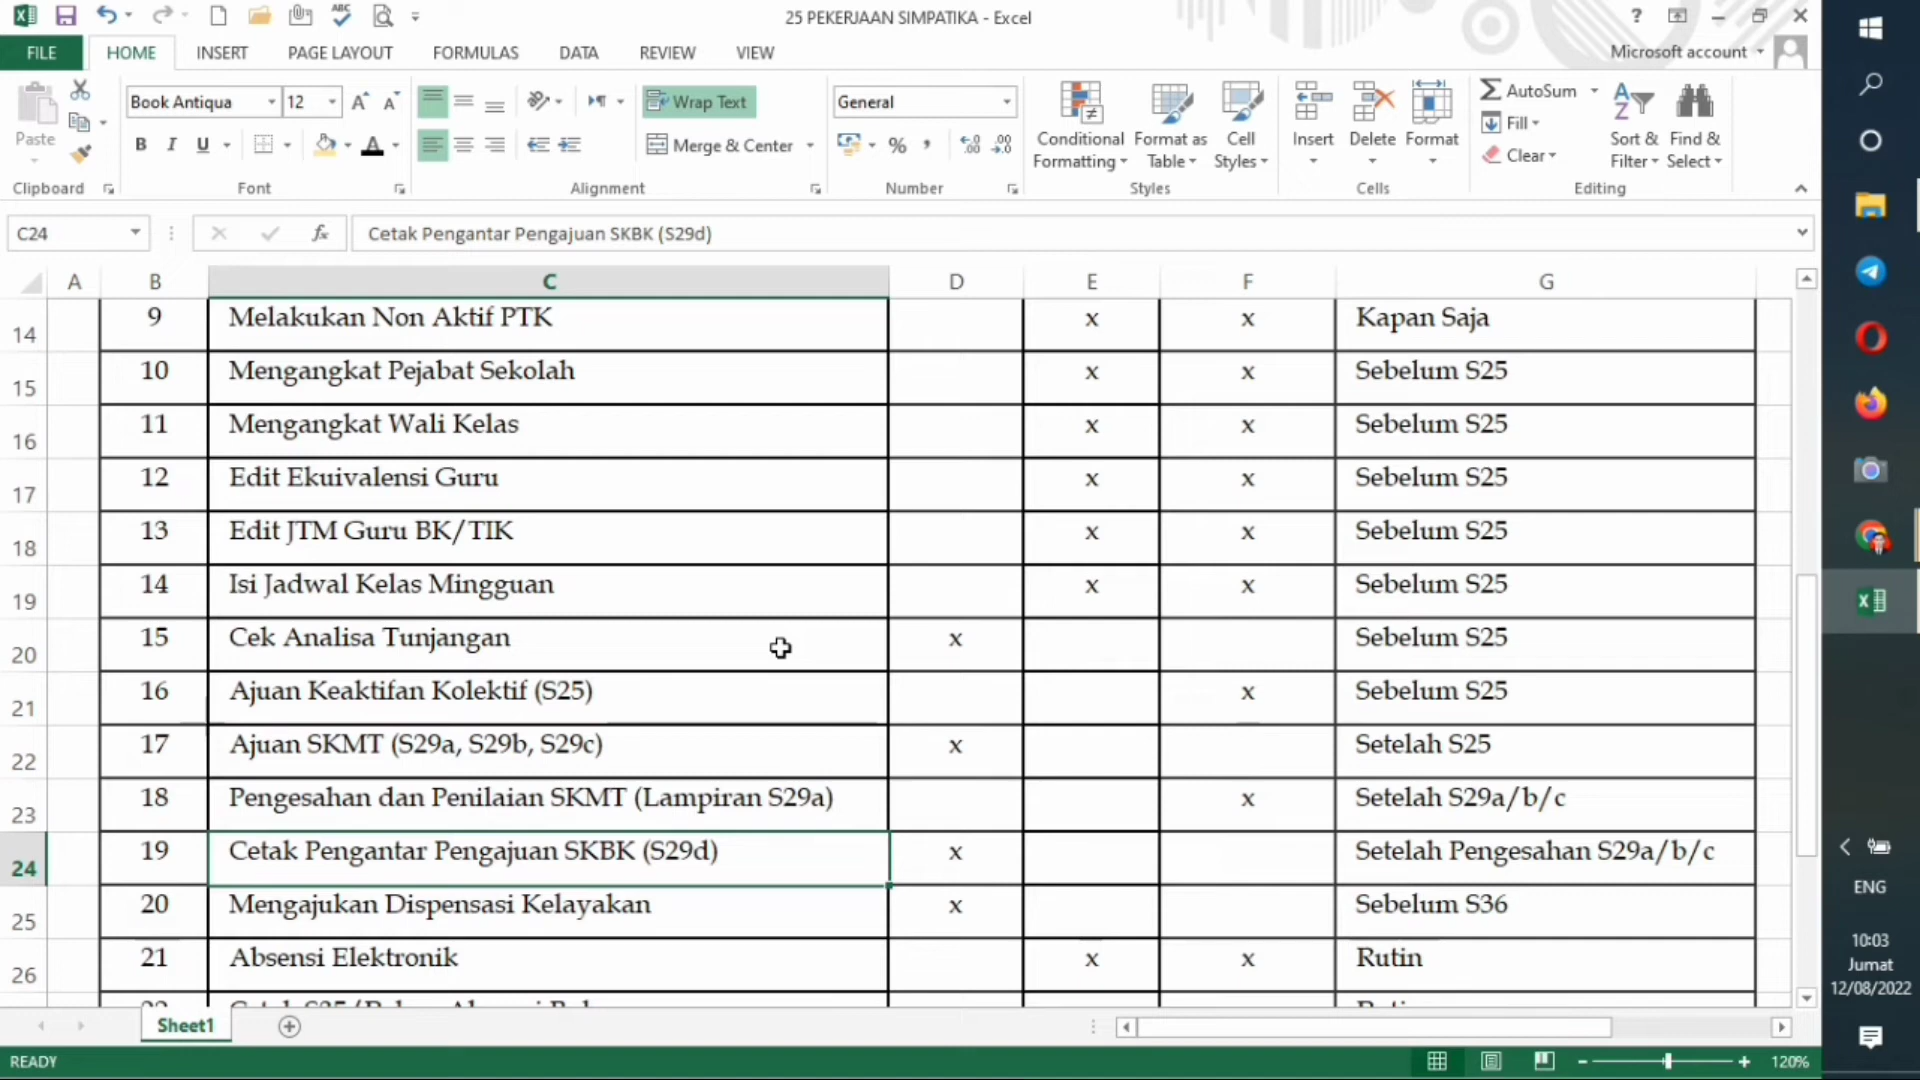 25 PEKERJAAN SIMPATIKA - Excel
FILE HOME INSERT PAGE LAYOUT FORMULAS DATA REVIEW VIEW Microsoft account
Paste Book Antiqua 12 Wrap Text General Conditional Formatting Format as Table Cell Styles Insert Delete Format AutoSum Sort & Filter Find & Select
B I U Merge & Center % Fill Clear
Clipboard Font Alignment Number Styles Cells Editing
C24 fx Cetak Pengantar Pengajuan SKBK (S29d)
A B C D E F G
14 9 Melakukan Non Aktif PTK x x Kapan Saja
15 10 Mengangkat Pejabat Sekolah x x Sebelum S25
16 11 Mengangkat Wali Kelas x x Sebelum S25
17 12 Edit Ekuivalensi Guru x x Sebelum S25
18 13 Edit JTM Guru BK/TIK x x Sebelum S25
19 14 Isi Jadwal Kelas Mingguan x x Sebelum S25
20 15 Cek Analisa Tunjangan x Sebelum S25
21 16 Ajuan Keaktifan Kolektif (S25) x Sebelum S25
22 17 Ajuan SKMT (S29a, S29b, S29c) x Setelah S25
23 18 Pengesahan dan Penilaian SKMT (Lampiran S29a) x Setelah S29a/b/c
24 19 Cetak Pengantar Pengajuan SKBK (S29d) x Setelah Pengesahan S29a/b/c
25 20 Mengajukan Dispensasi Kelayakan x Sebelum S36
26 21 Absensi Elektronik x x Rutin
Sheet1
READY 120%
ENG
10:03
Jumat
12/08/2022